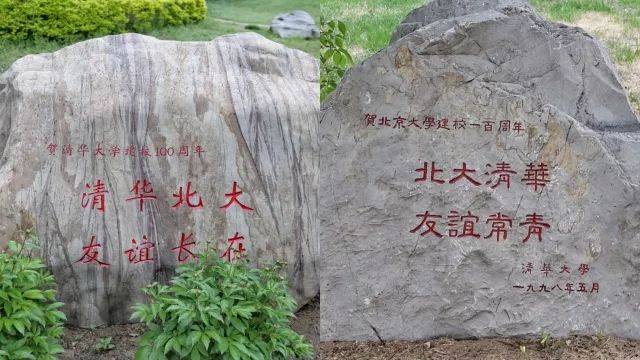 贺清华大学建校100周年
清华北大
友谊长在
贺北京大學建校一百周年
北大清華
友誼常青
清華大學
一九九八年五月